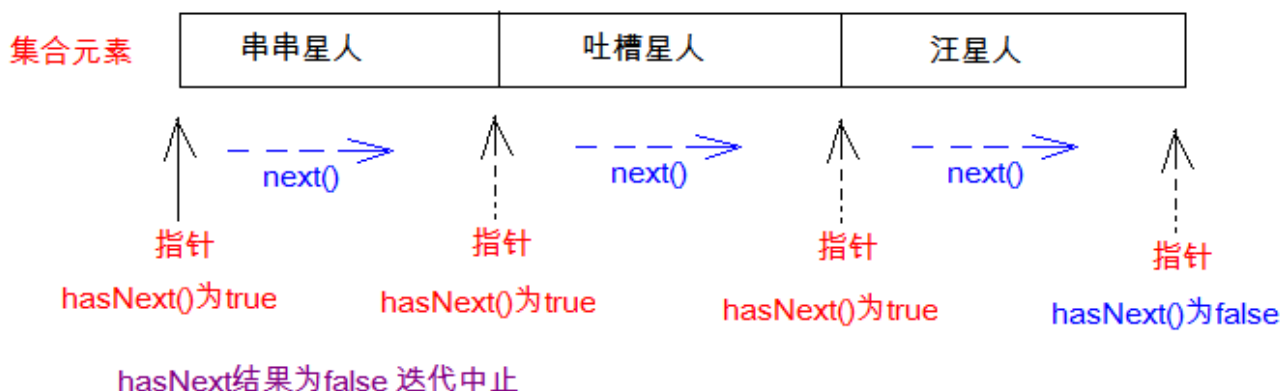 集合元素 串串星人 吐槽星人 汪星人
next() next() next()
指针 指针 指针 指针
hasNext()为true hasNext()为true hasNext()为true hasNext()为false
hasNext结果为false 迭代中止